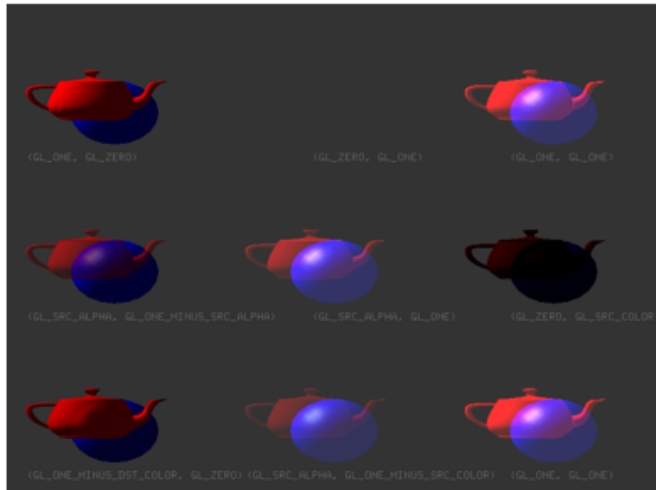 (GL_ONE, GL_ZERO) (GL_ZERO, GL_ONE) (GL_ONE, GL_ONE)
(GL_SRC_ALPHA, GL_ONE_MINUS_SRC_ALPHA) (GL_SRC_ALPHA, GL_ONE) (GL_ZERO, GL_SRC_COLOR
(GL_ONE_MINUS_DST_COLOR, GL_ZERO) (GL_SRC_ALPHA, GL_ONE_MINUS_SRC_COLOR) (GL_ONE, GL_ONE)